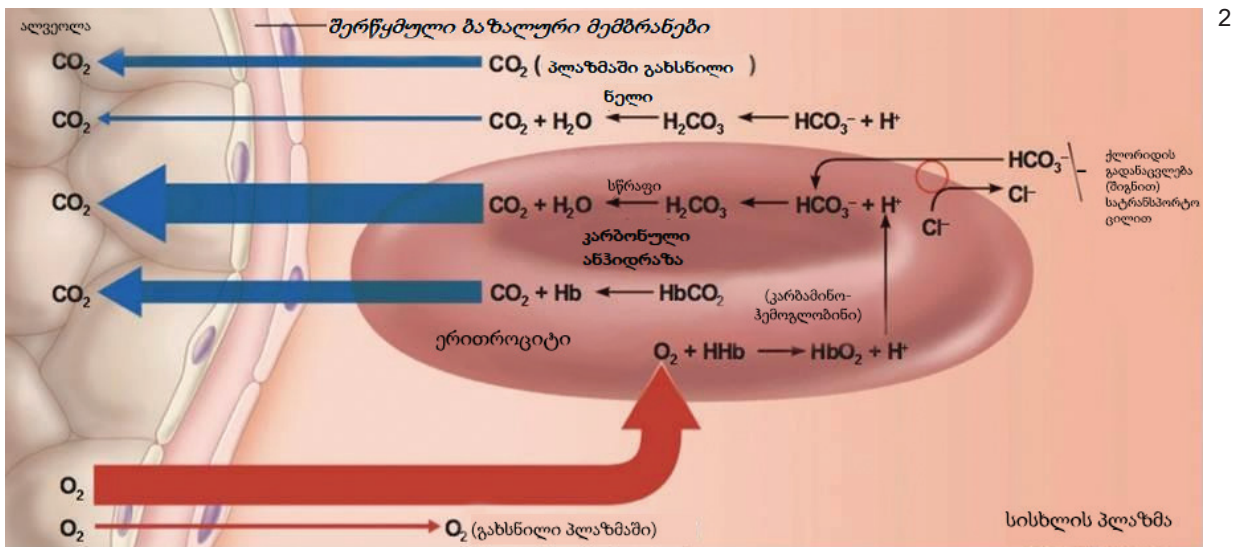 2
ალვეოლა
შერწყმული ბაზალური მემბრანები
CO₂ CO₂ ( პლაზმაში გახსნილი )
ნელი
CO₂ CO₂ + H₂O H₂CO₃ HCO₃⁻ + H⁺
HCO₃⁻
Cl⁻
Cl⁻
ქლორიდის
გადანაცვლება
(შიგნით)
სატრანსპორტო
ცილით
სწრაფი
CO₂ CO₂ + H₂O H₂CO₃ HCO₃⁻ + H⁺
კარბონული
ანჰიდრაზა
CO₂ CO₂ + Hb HbCO₂
(კარბამინო-
ჰემოგლობინი)
ერითროციტი
O₂ + HHb HbO₂ + H⁺
O₂
O₂ O₂ (გახსნილი პლაზმაში)
სისხლის პლაზმა